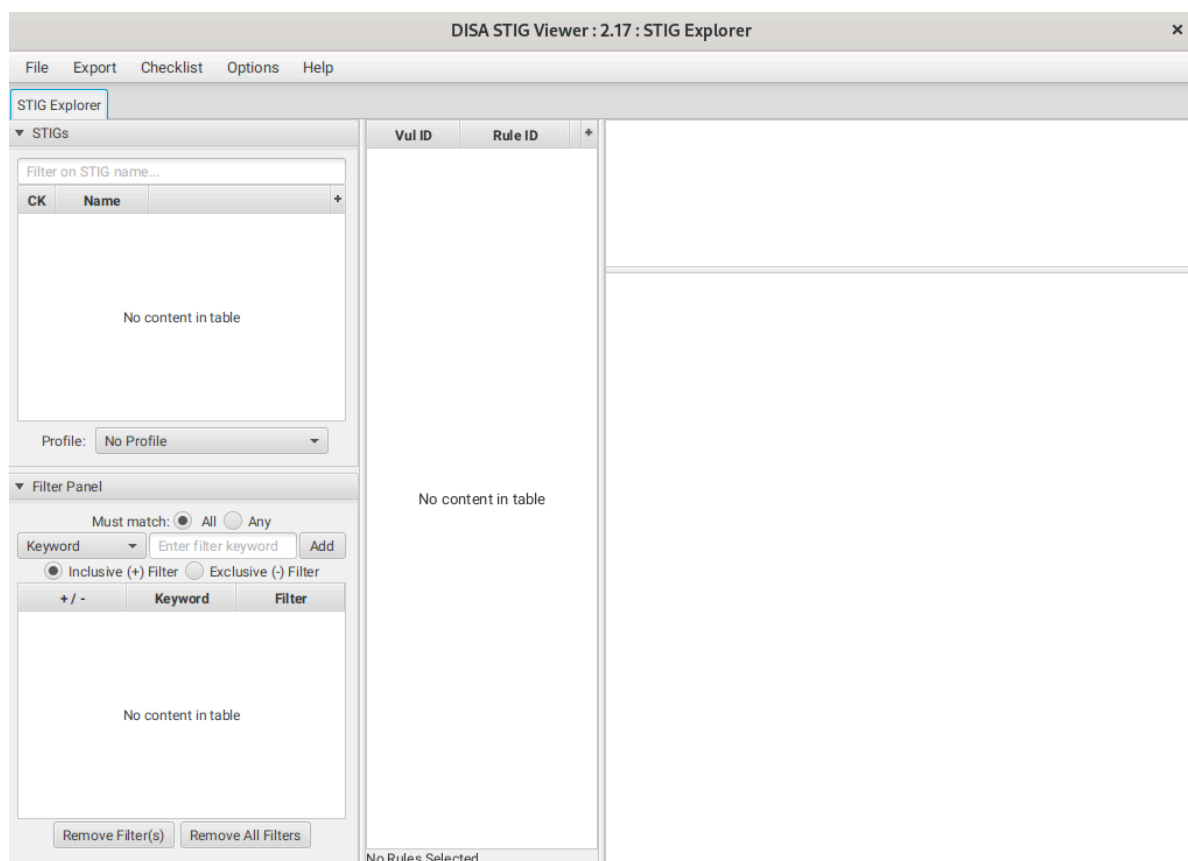 DISA STIG Viewer : 2.17 : STIG Explorer
File Export Checklist Options Help
STIG Explorer
STIGs
Filter on STIG name...
CK Name
No content in table
Profile: No Profile
Filter Panel
Must match: All Any
Keyword Enter filter keyword Add
Inclusive (+) Filter Exclusive (-) Filter
+ / - Keyword Filter
No content in table
Remove Filter(s) Remove All Filters
Vul ID Rule ID
No content in table
No Rules Selected